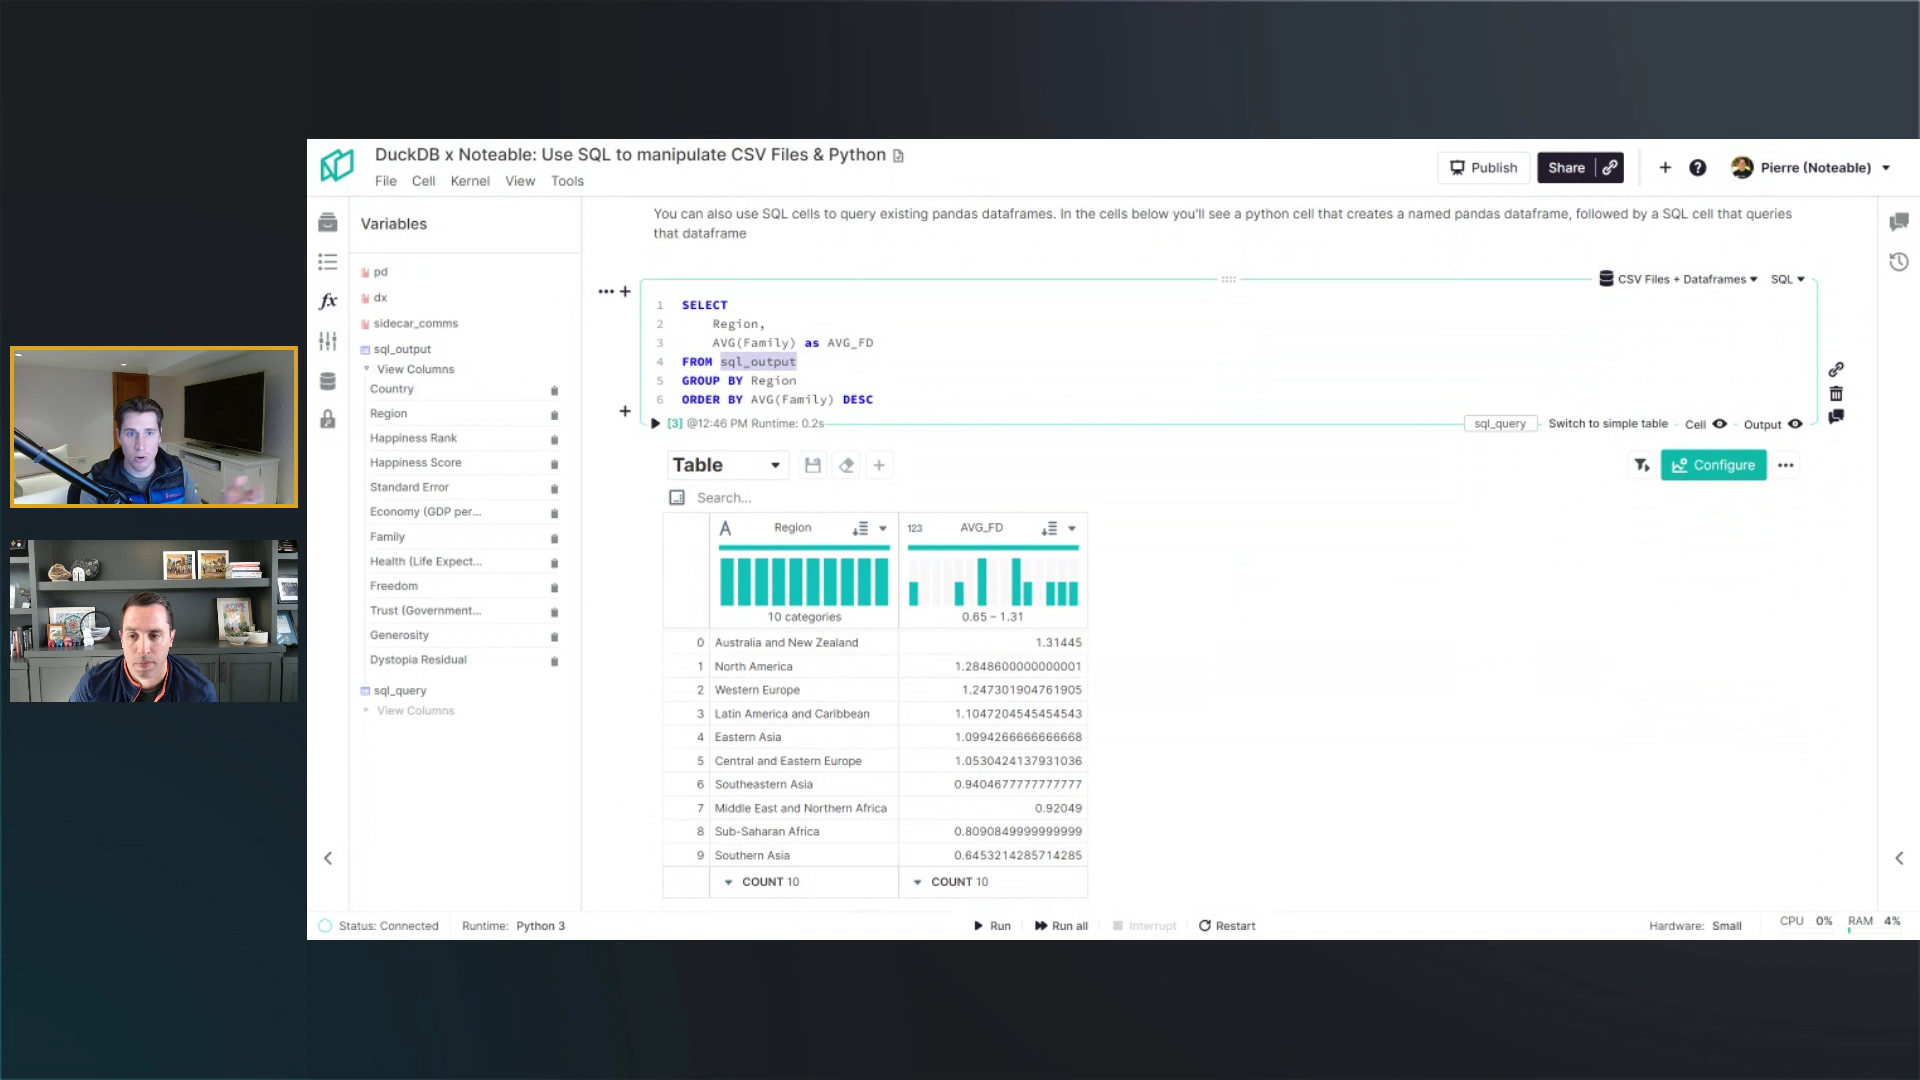 DuckDB x Noteable: Use SQL to manipulate CSV Files & Python
File Cell Kernel View Tools
Publish
Share
Pierre (Noteable)
Variables
pd
dx
sidecar_comms
sql_output
View Columns
Country
Region
Happiness Rank
Happiness Score
Standard Error
Economy (GDP per...
Family
Health (Life Expect...
Freedom
Trust (Government...
Generosity
Dystopia Residual
sql_query
View Columns
You can also use SQL cells to query existing pandas dataframes. In the cells below you'll see a python cell that creates a named pandas dataframe, followed by a SQL cell that queries
that dataframe
CSV Files + Dataframes SQL
1 SELECT
2 Region,
3 AVG(Family) as AVG_FD
4 FROM sql_output
5 GROUP BY Region
6 ORDER BY AVG(Family) DESC
[3] @12:46 PM Runtime: 0.2s
sql_query Switch to simple table - Cell - Output
Table
Configure
Search...
A Region 123 AVG_FD
10 categories 0.65 – 1.31
0 Australia and New Zealand 1.31445
1 North America 1.2848600000000001
2 Western Europe 1.247301904761905
3 Latin America and Caribbean 1.1047204545454543
4 Eastern Asia 1.0994266666666668
5 Central and Eastern Europe 1.0530424137931036
6 Southeastern Asia 0.9404677777777777
7 Middle East and Northern Africa 0.92049
8 Sub-Saharan Africa 0.8090849999999999
9 Southern Asia 0.6453214285714285
COUNT 10 COUNT 10
Status: Connected Runtime: Python 3
Run Run all Interrupt Restart
Hardware: Small CPU 0% RAM 4%